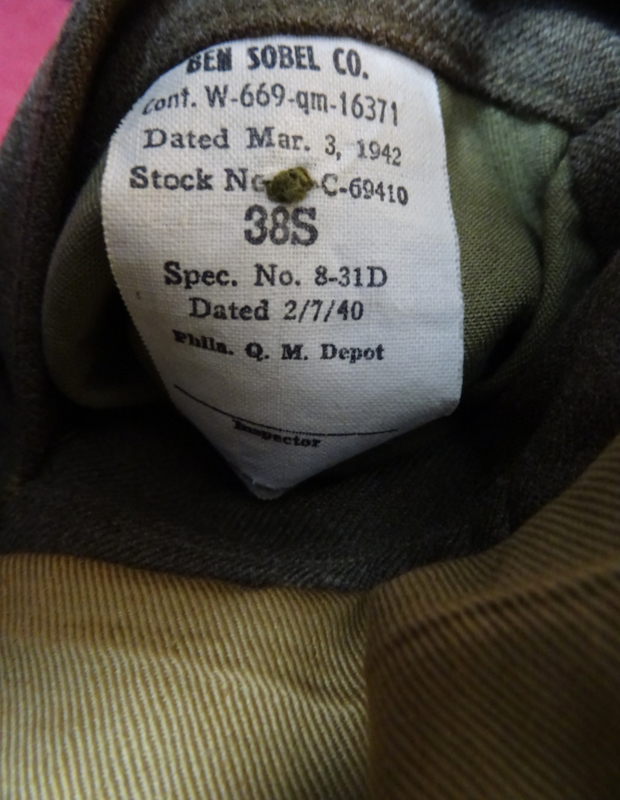 BEN SOBEL CO.
Cont. W-669-qm-16371
Dated Mar. 3, 1942
Stock No. C-69410
38S
Spec. No. 8-31D
Dated 2/7/40
Phila. Q. M. Depot
Inspector